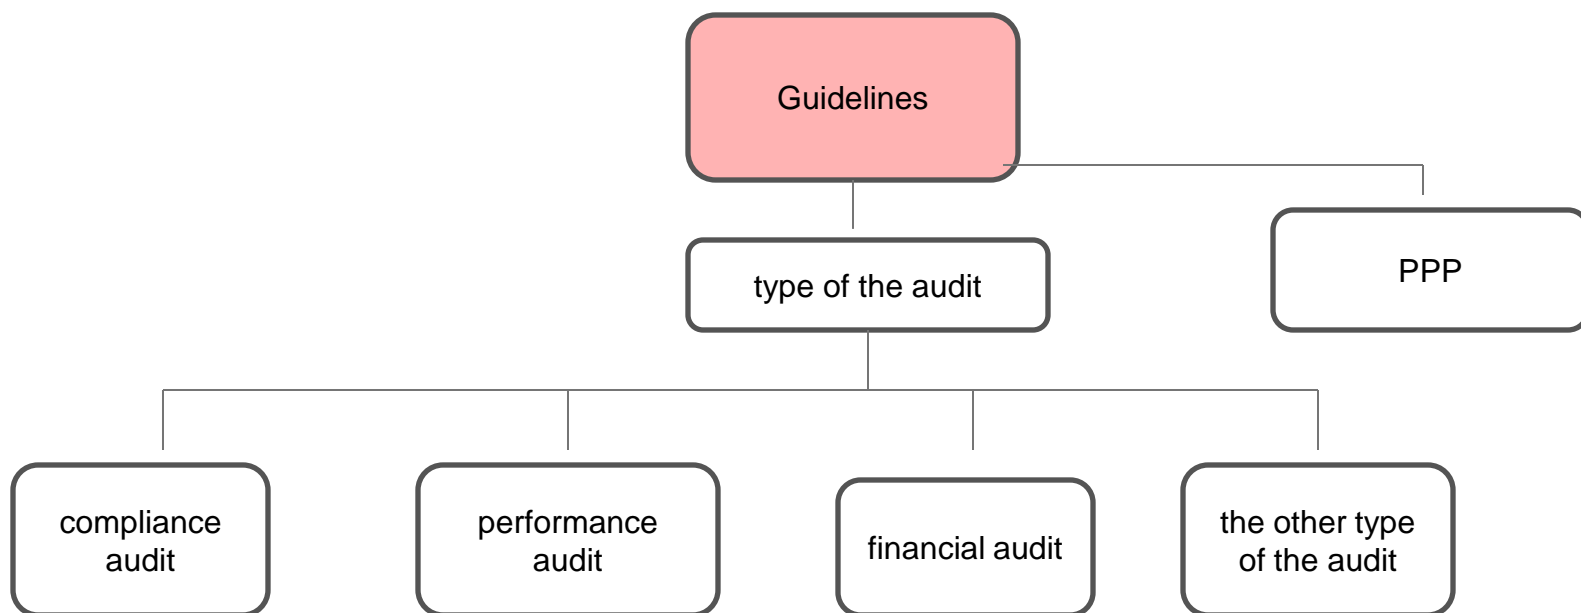 Guidelines
type of the audit
PPP
compliance
audit
performance
audit
financial audit
the other type
of the audit